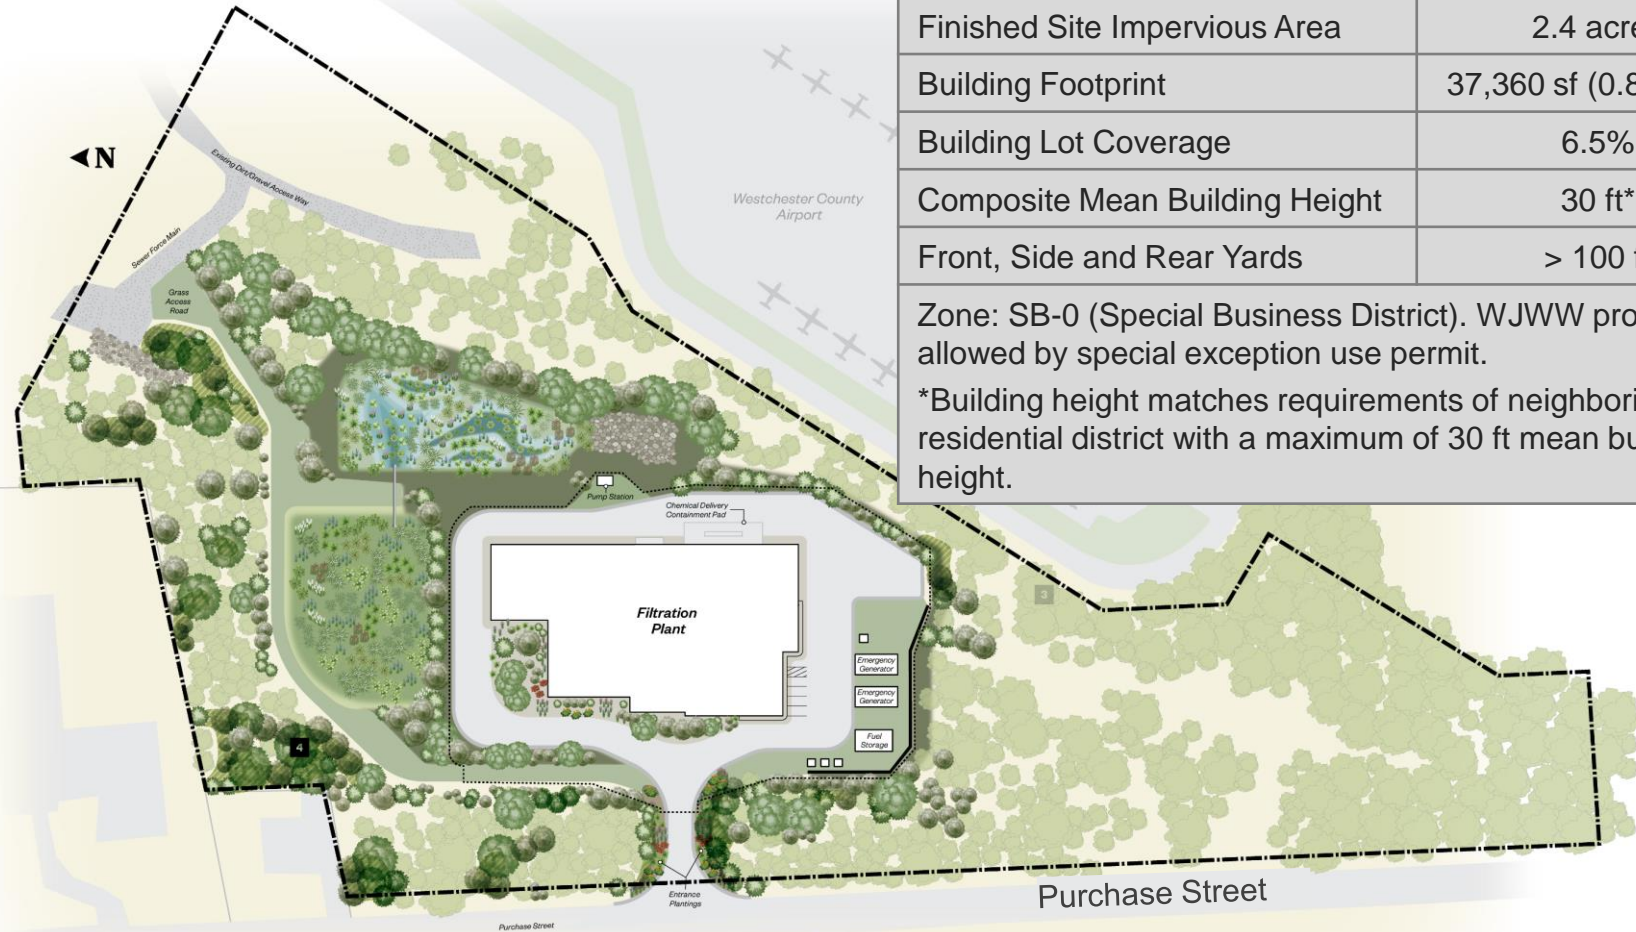 Finished Site Impervious Area 2.4 acre
Building Footprint 37,360 sf (0.8
Building Lot Coverage 6.5%
Composite Mean Building Height 30 ft*
Front, Side and Rear Yards > 100
Zone: SB-0 (Special Business District). WJWW pro
allowed by special exception use permit.
*Building height matches requirements of neighbori
residential district with a maximum of 30 ft mean bu
height.
N
Existing Dirt/Gravel Access Way
Westchester County
Airport
Sewer Force Main
Grass
Access
Road
Pump Station
Chemical Delivery
Containment Pad
3
Filtration
Plant
Emergency
Generator
Emergency
Generator
Fuel
Storage
4
Entrance
Plantings
Purchase Street
Purchase Street